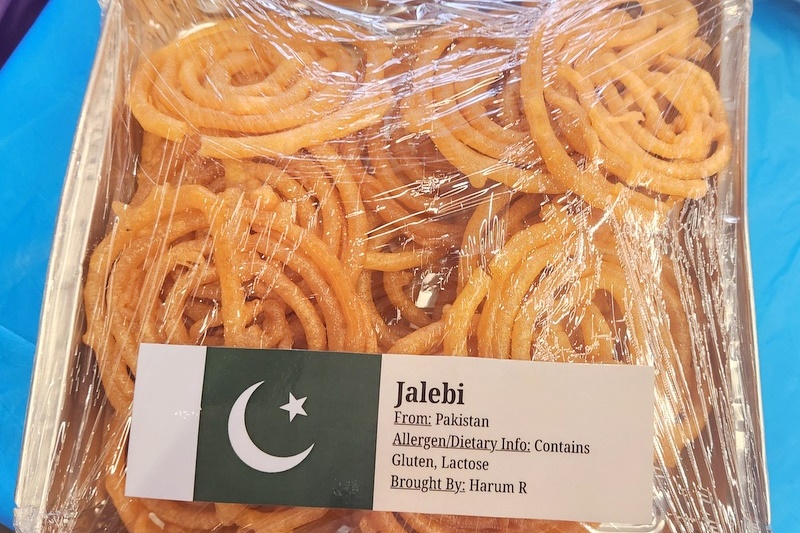 Jalebi
From: Pakistan
Allergen/Dietary Info: Contains
Gluten, Lactose
Brought By: Harum R